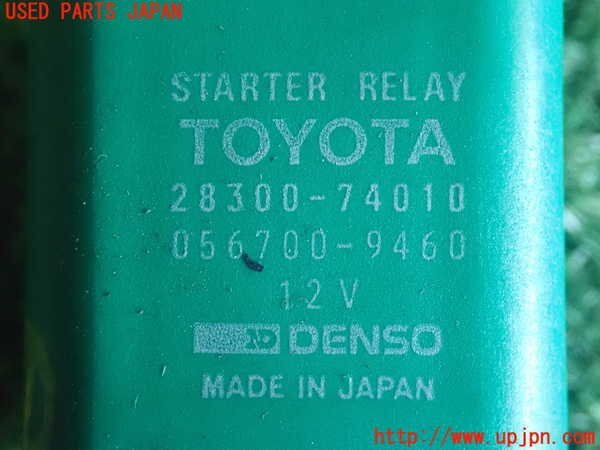 USED PARTS JAPAN
STARTER RELAY
TOYOTA
28300-74010
056700-9460
12V
DENSO
MADE IN JAPAN
http://www.upjpn.com